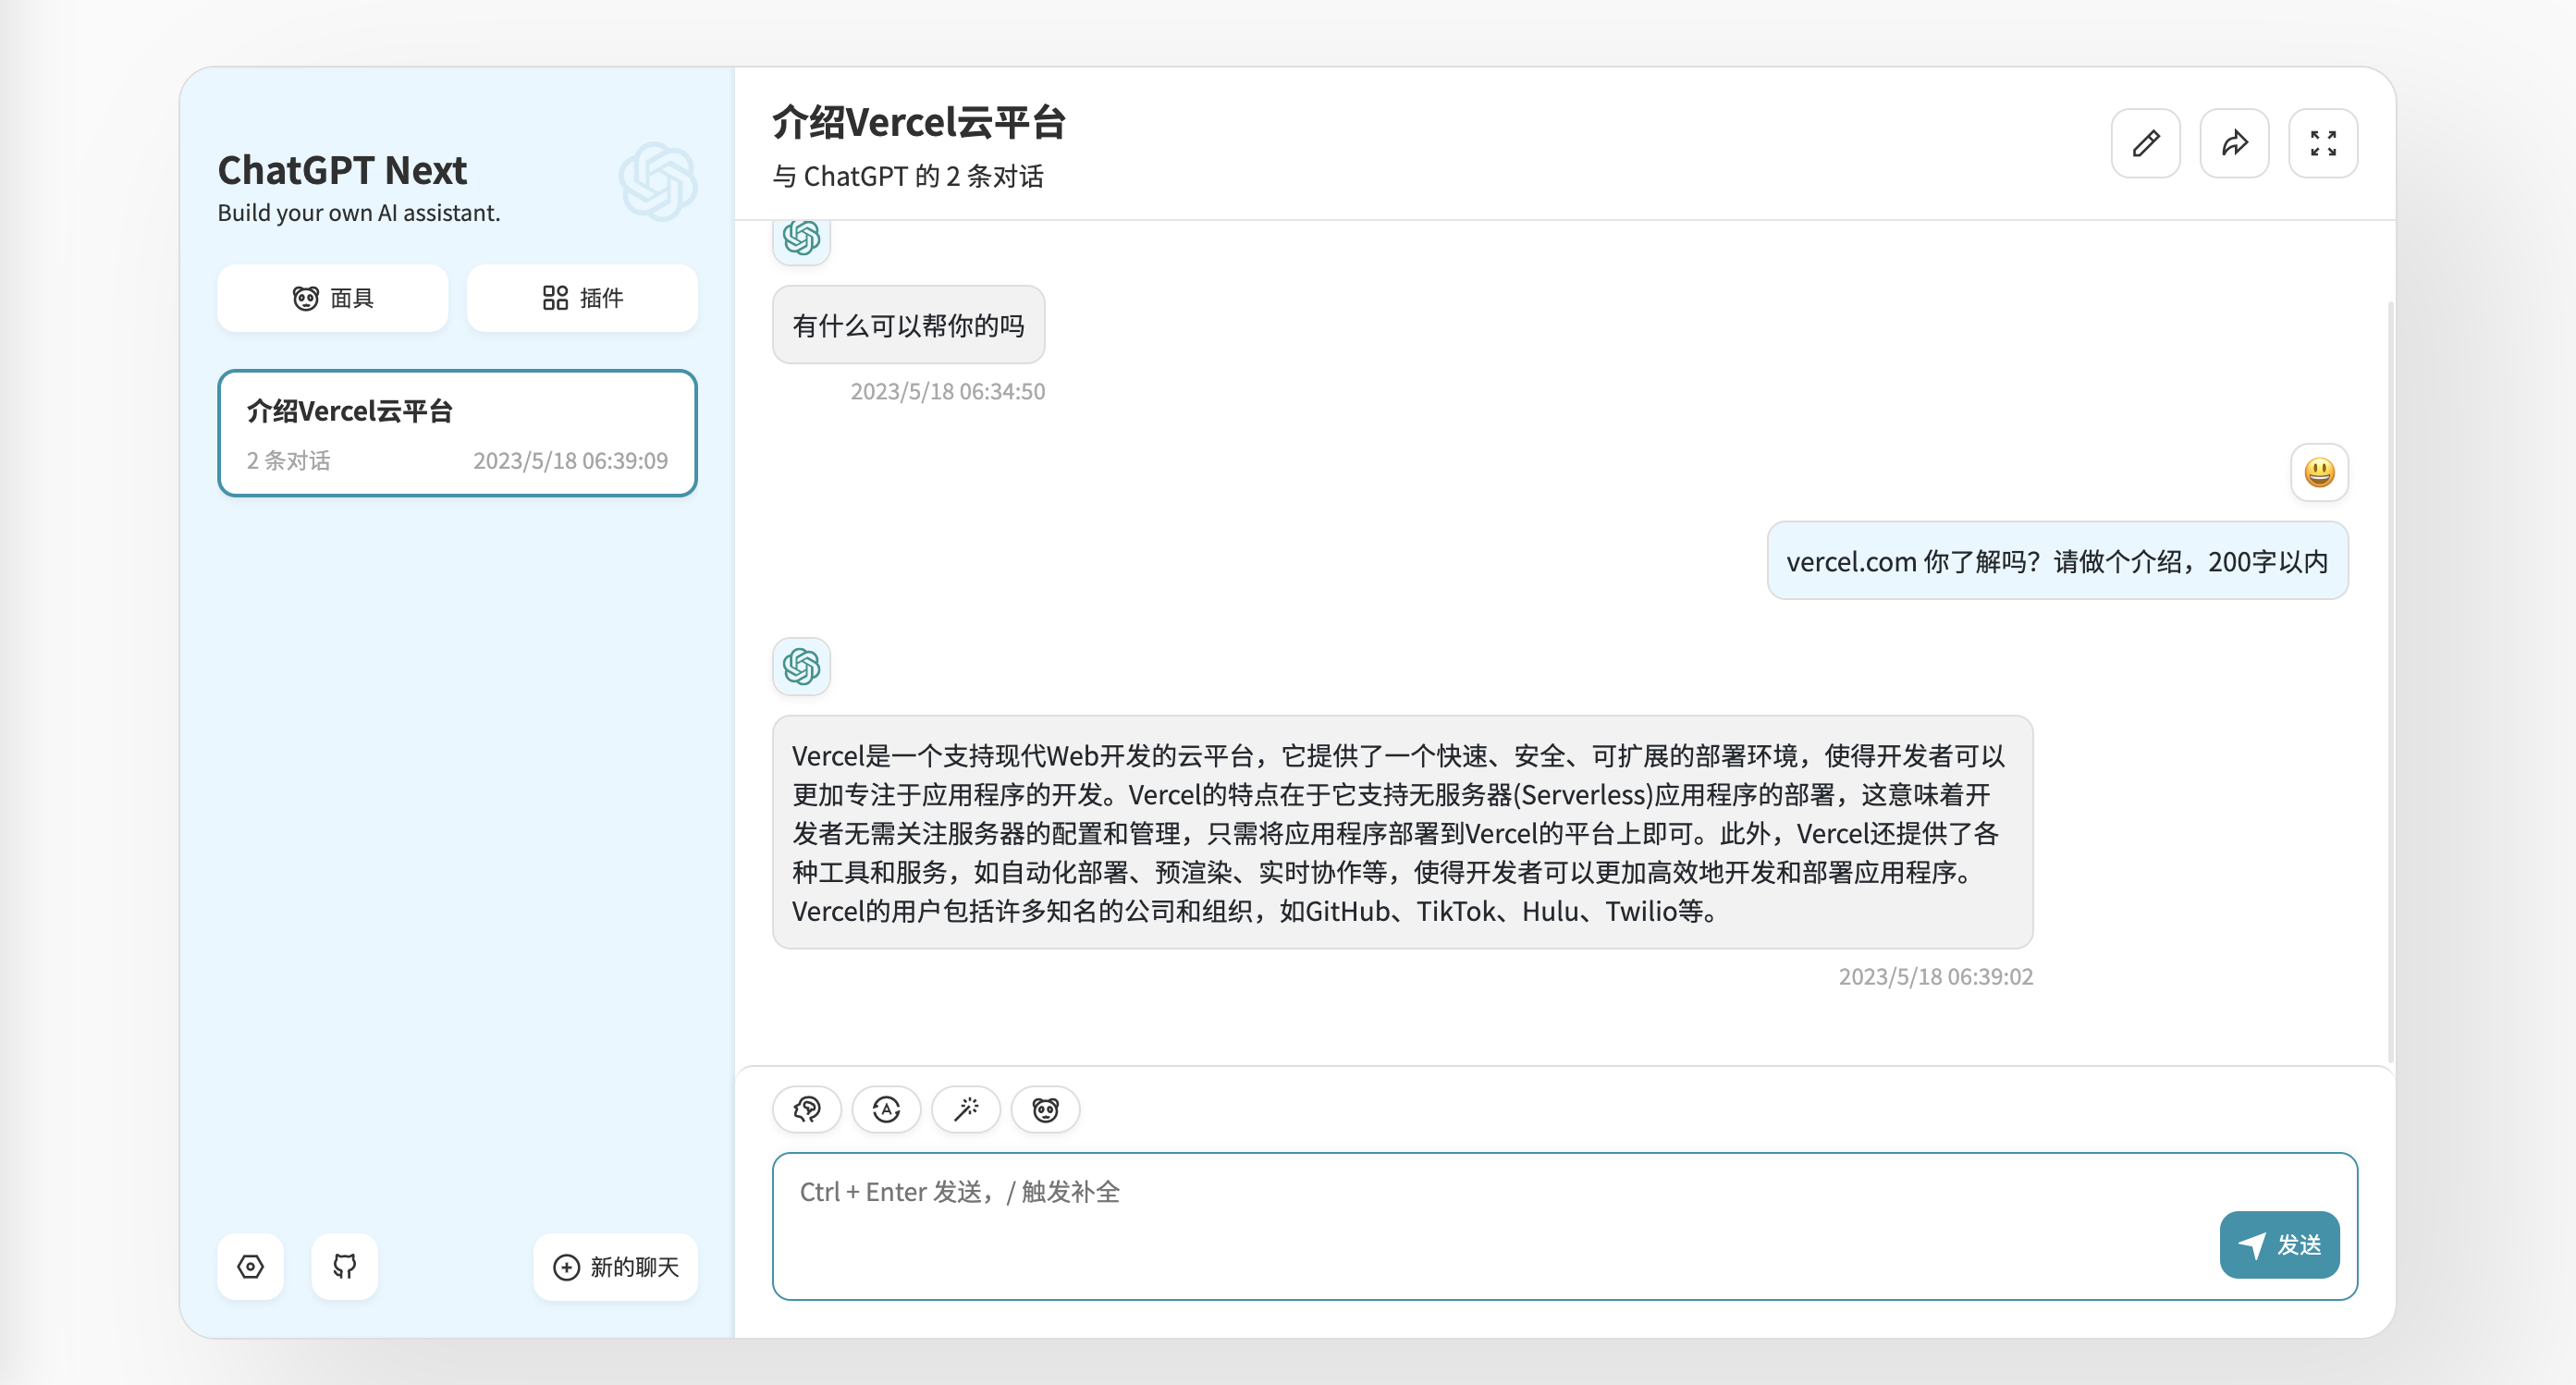 ChatGPT Next
Build your own AI assistant.
面具
插件
介绍Vercel云平台
2 条对话
2023/5/18 06:39:09
新的聊天
介绍Vercel云平台
与 ChatGPT 的 2 条对话
有什么可以帮你的吗
2023/5/18 06:34:50
vercel.com 你了解吗？请做个介绍，200字以内
Vercel是一个支持现代Web开发的云平台，它提供了一个快速、安全、可扩展的部署环境，使得开发者可以
更加专注于应用程序的开发。Vercel的特点在于它支持无服务器(Serverless)应用程序的部署，这意味着开
发者无需关注服务器的配置和管理，只需将应用程序部署到Vercel的平台上即可。此外，Vercel还提供了各
种工具和服务，如自动化部署、预渲染、实时协作等，使得开发者可以更加高效地开发和部署应用程序。
Vercel的用户包括许多知名的公司和组织，如GitHub、TikTok、Hulu、Twilio等。
2023/5/18 06:39:02
Ctrl + Enter 发送，/ 触发补全
发送